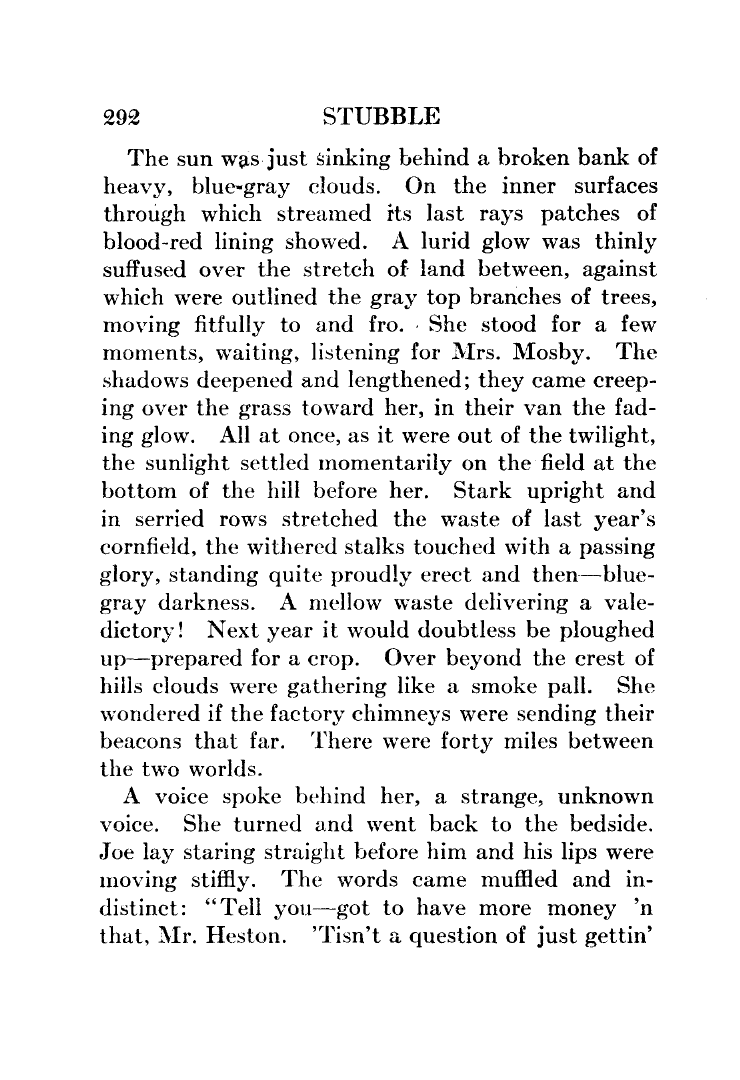 292 STUBBLE
The sun was just sinking behind a broken bank of
heavy, blue-gray clouds. On the inner surfaces
through which streamed its last rays patches of
blood-red lining showed. A lurid glow was thinly
suffused over the stretch of land between, against
which were outlined the gray top branches of trees,
moving fitfully to and fro. She stood for a few
moments, waiting, listening for Mrs. Mosby. The
shadows deepened and lengthened; they came creep-
ing over the grass toward her, in their van the fad-
ing glow. All at once, as it were out of the twilight,
the sunlight settled momentarily on the field at the
bottom of the hill before her. Stark upright and
in serried rows stretched the waste of last year's
cornfield, the withered stalks touched with a passing
glory, standing quite proudly erect and then—blue-
gray darkness. A mellow waste delivering a vale-
dictory! Next year it would doubtless be ploughed
up—prepared for a crop. Over beyond the crest of
hills clouds were gathering like a smoke pall. She
wondered if the factory chimneys were sending their
beacons that far. There were forty miles between
the two worlds.
A voice spoke behind her, a strange, unknown
voice. She turned and went back to the bedside.
Joe lay staring straight before him and his lips were
moving stiffly. The words came muffled and in-
distinct: "Tell you—got to have more money 'n
that, Mr. Heston. 'Tisn't a question of just gettin'